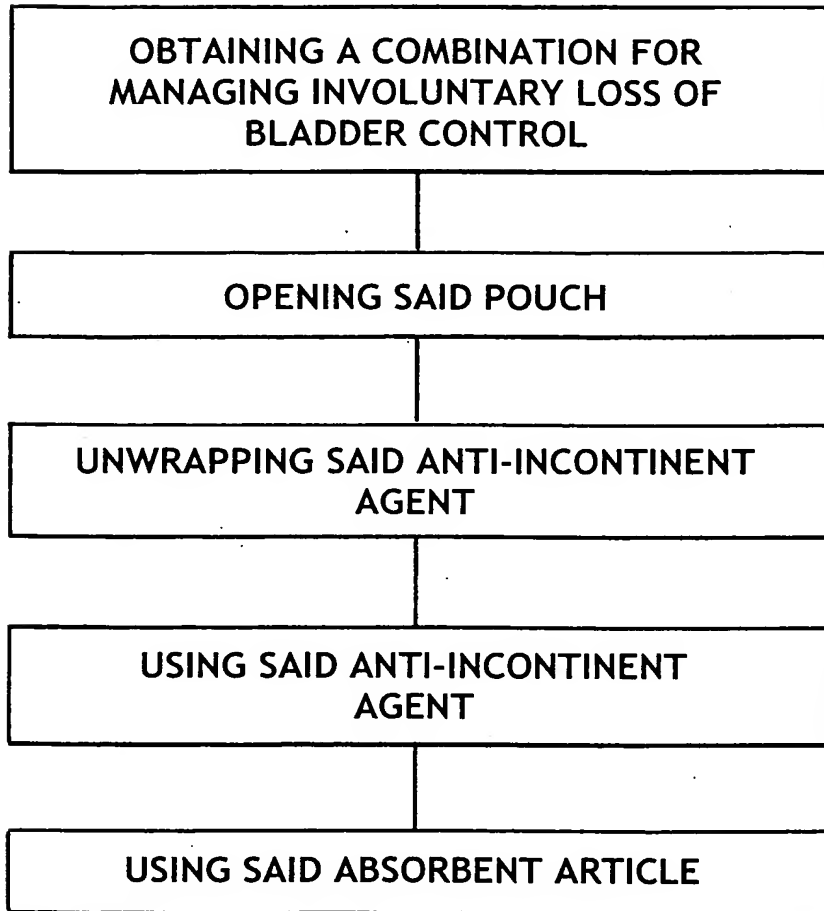 OBTAINING A COMBINATION FOR
MANAGING INVOLUNTARY LOSS OF
BLADDER CONTROL
OPENING SAID POUCH
UNWRAPPING SAID ANTI-INCONTINENT
AGENT
USING SAID ANTI-INCONTINENT
AGENT
USING SAID ABSORBENT ARTICLE